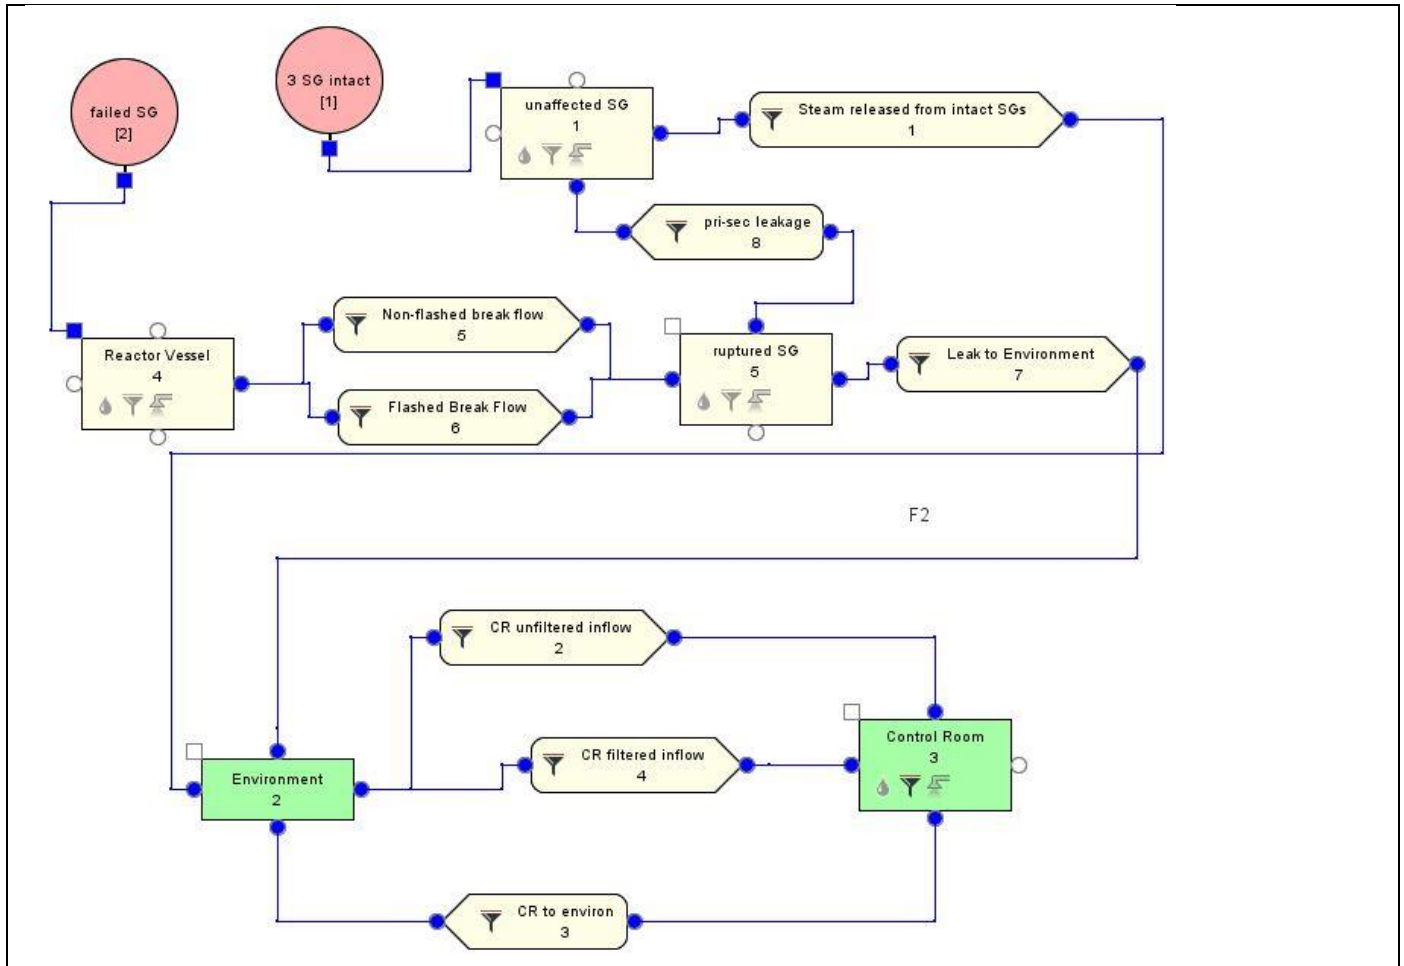 failed SG
[2]
3 SG intact
[1]
unaffected SG
1
Steam released from intact SGs
1
pri-sec leakage
8
Reactor Vessel
4
Non-flashed break flow
5
Flashed Break Flow
6
ruptured SG
5
Leak to Environment
7
F2
CR unfiltered inflow
2
Environment
2
CR filtered inflow
4
Control Room
3
CR to environ
3